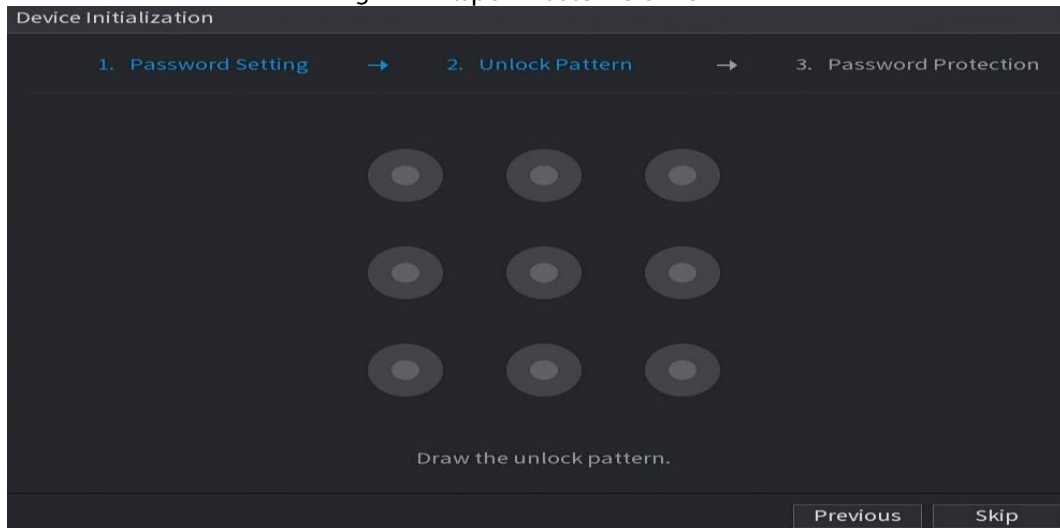 Device Initialization
1. Password Setting → 2. Unlock Pattern → 3. Password Protection
Draw the unlock pattern.
Previous Skip